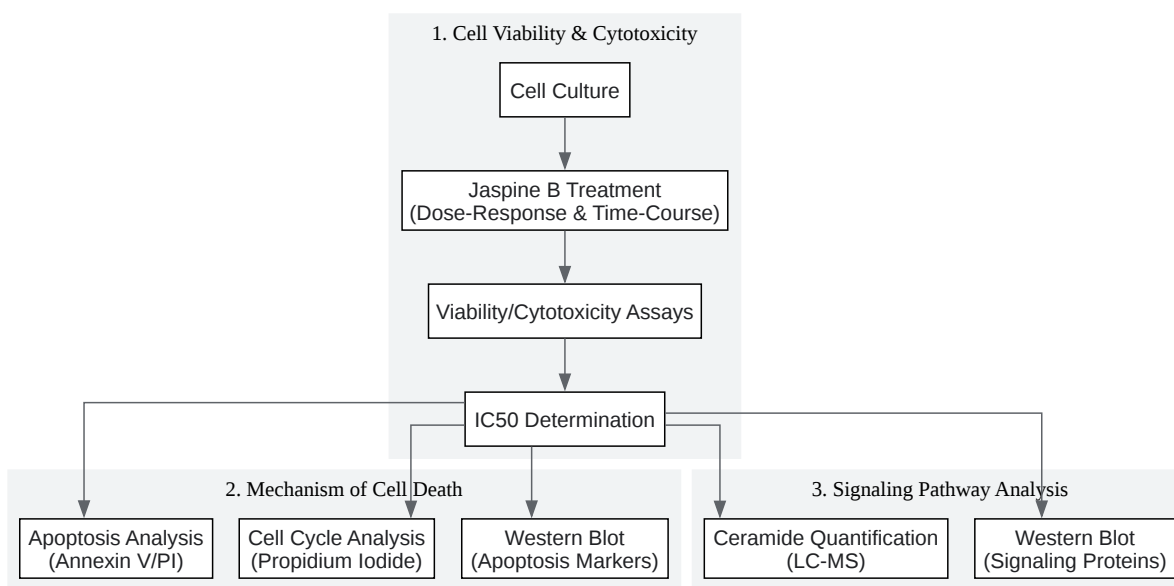 1. Cell Viability & Cytotoxicity
Cell Culture
Jaspine B Treatment
(Dose-Response & Time-Course)
Viability/Cytotoxicity Assays
IC50 Determination
2. Mechanism of Cell Death
Apoptosis Analysis
(Annexin V/PI)
Cell Cycle Analysis
(Propidium Iodide)
Western Blot
(Apoptosis Markers)
3. Signaling Pathway Analysis
Ceramide Quantification
(LC-MS)
Western Blot
(Signaling Proteins)